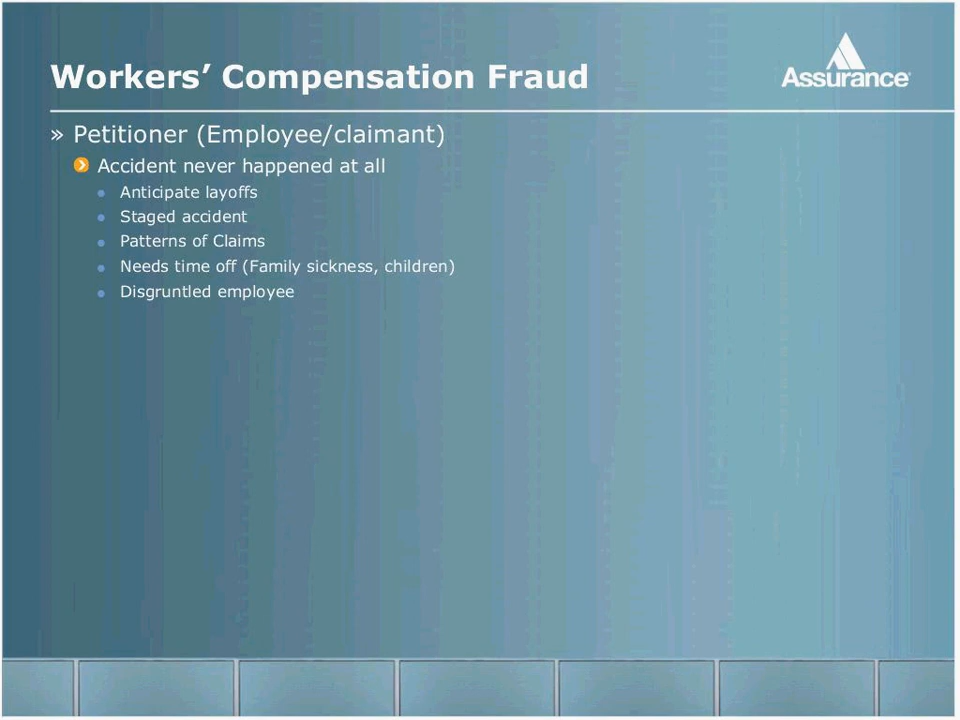 Workers’ Compensation Fraud
Assurance
» Petitioner (Employee/claimant)
Accident never happened at all
Anticipate layoffs
Staged accident
Patterns of Claims
Needs time off (Family sickness, children)
Disgruntled employee